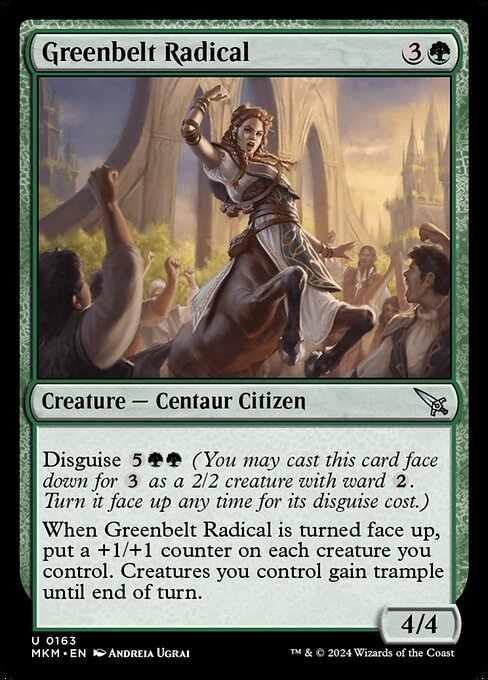 Greenbelt Radical 3
Creature — Centaur Citizen
Disguise 5 (You may cast this card face
down for 3 as a 2/2 creature with ward 2.
Turn it face up any time for its disguise cost.)
When Greenbelt Radical is turned face up,
put a +1/+1 counter on each creature you
control. Creatures you control gain trample
until end of turn.
4/4
U 0163
MKM • EN Andreia Ugrai
™ & © 2024 Wizards of the Coast